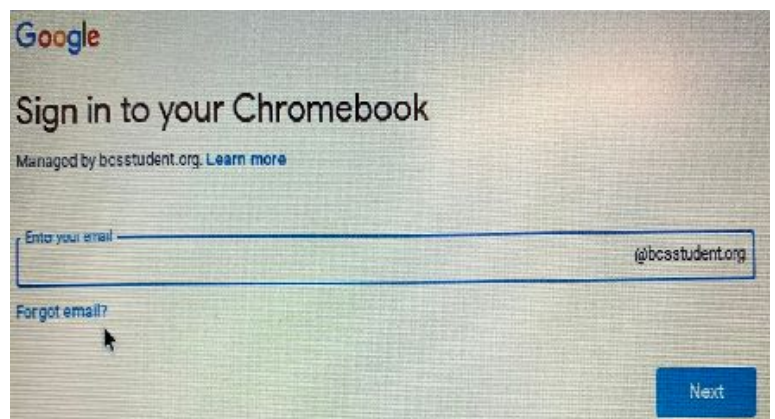 Google
Sign in to your Chromebook
Managed by bcsstudent.org. Learn more
Enter your email
@bcsstudent.org
Forgot email?
Next